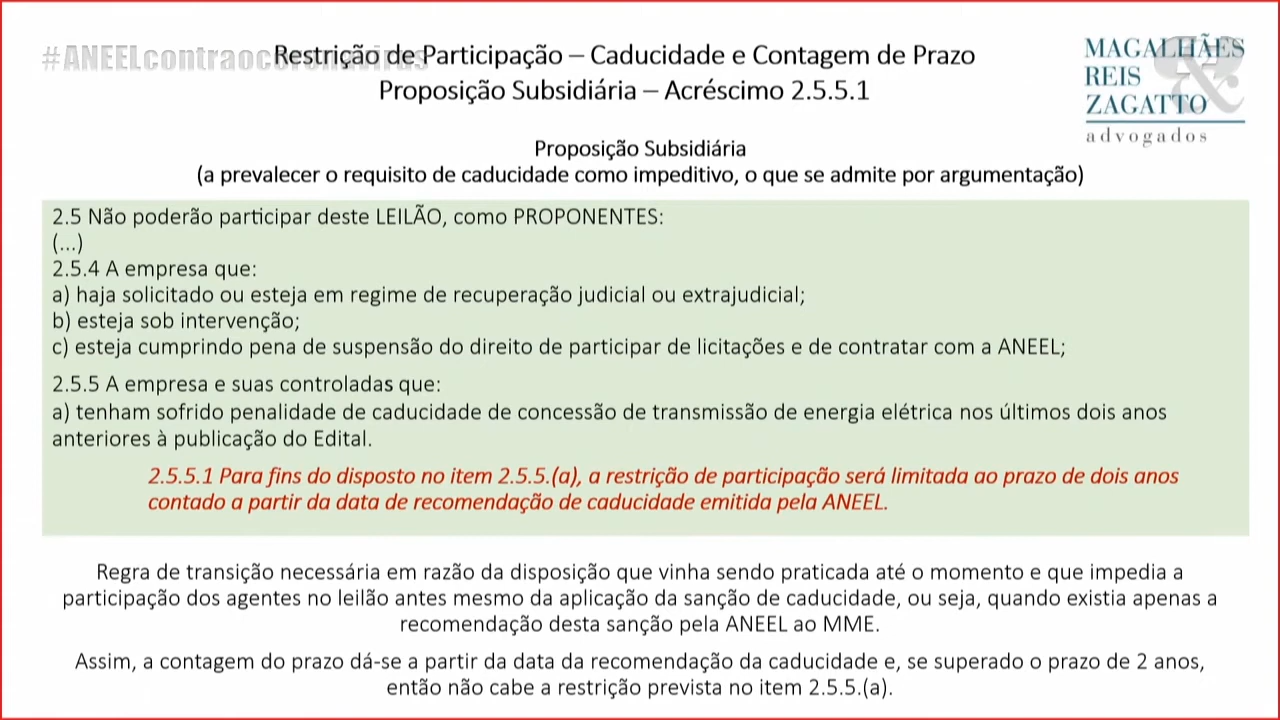 #ANEELcontraocoronavírus
Restrição de Participação – Caducidade e Contagem de Prazo
Proposição Subsidiária – Acréscimo 2.5.5.1
MAGALHÃES
REIS
ZAGATTO
&
advogados
Proposição Subsidiária
(a prevalecer o requisito de caducidade como impeditivo, o que se admite por argumentação)
2.5 Não poderão participar deste LEILÃO, como PROPONENTES:
(...)
2.5.4 A empresa que:
a) haja solicitado ou esteja em regime de recuperação judicial ou extrajudicial;
b) esteja sob intervenção;
c) esteja cumprindo pena de suspensão do direito de participar de licitações e de contratar com a ANEEL;
2.5.5 A empresa e suas controladas que:
a) tenham sofrido penalidade de caducidade de concessão de transmissão de energia elétrica nos últimos dois anos
anteriores à publicação do Edital.
2.5.5.1 Para fins do disposto no item 2.5.5.(a), a restrição de participação será limitada ao prazo de dois anos
contado a partir da data de recomendação de caducidade emitida pela ANEEL.
Regra de transição necessária em razão da disposição que vinha sendo praticada até o momento e que impedia a
participação dos agentes no leilão antes mesmo da aplicação da sanção de caducidade, ou seja, quando existia apenas a
recomendação desta sanção pela ANEEL ao MME.
Assim, a contagem do prazo dá-se a partir da data da recomendação da caducidade e, se superado o prazo de 2 anos,
então não cabe a restrição prevista no item 2.5.5.(a).